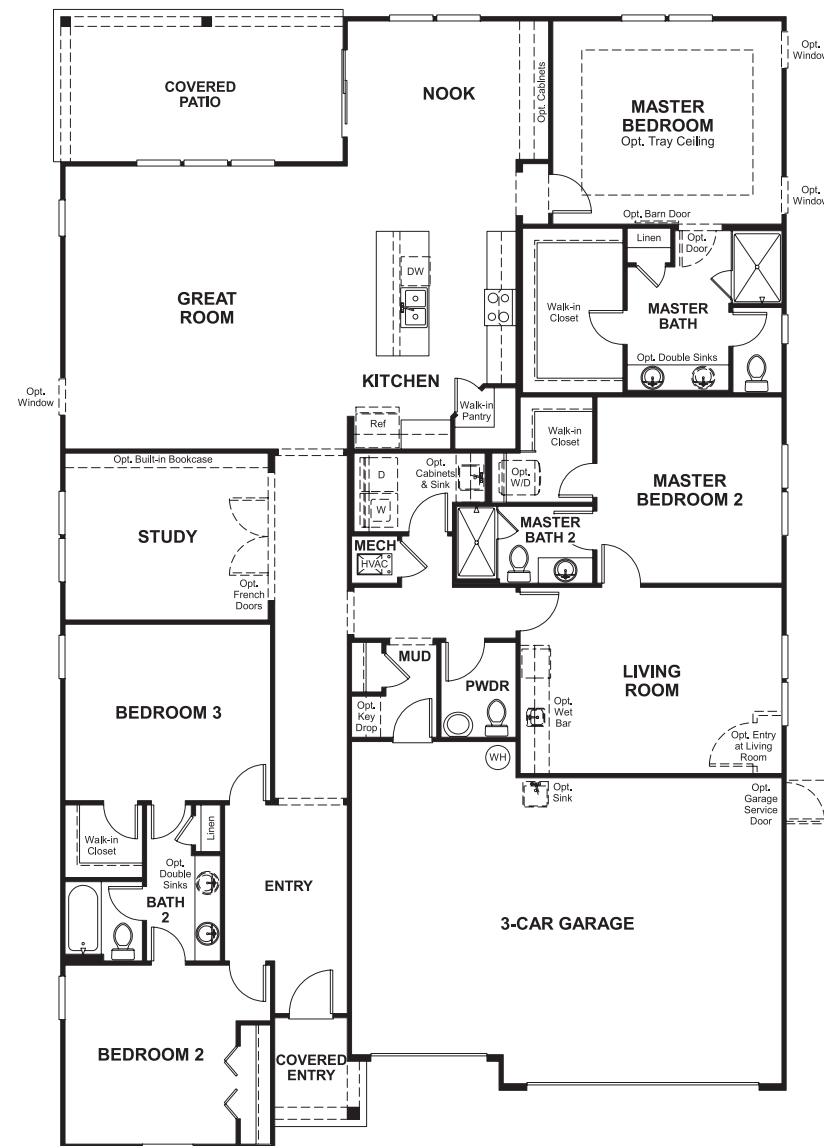 COVERED
PATIO
NOOK
Opt. Cabinets
MASTER
BEDROOM
Opt. Tray Ceiling
Opt.
Window
Opt.
Window
Opt. Barn Door
Linen
Opt.
Door
Walk-in
Closet
MASTER
BATH
Opt. Double Sinks
DW
GREAT
ROOM
KITCHEN
Opt.
Window
Walk-in
Pantry
Ref
Walk-in
Closet
Opt. Built-in Bookcase
D
W
Opt.
Cabinets
& Sink
Opt.
W/D
MASTER
BEDROOM 2
STUDY
MASTER
BATH 2
MECH
HVAC
Opt.
French
Doors
MUD
PWDR
LIVING
ROOM
BEDROOM 3
Opt.
Key
Drop
Opt.
Wet
Bar
Opt. Entry
at Living
Room
WH
Opt.
Sink
Opt.
Garage
Service
Door
Walk-in
Closet
Linen
Opt.
Double
Sinks
BATH
2
ENTRY
3-CAR GARAGE
BEDROOM 2
COVERED
ENTRY